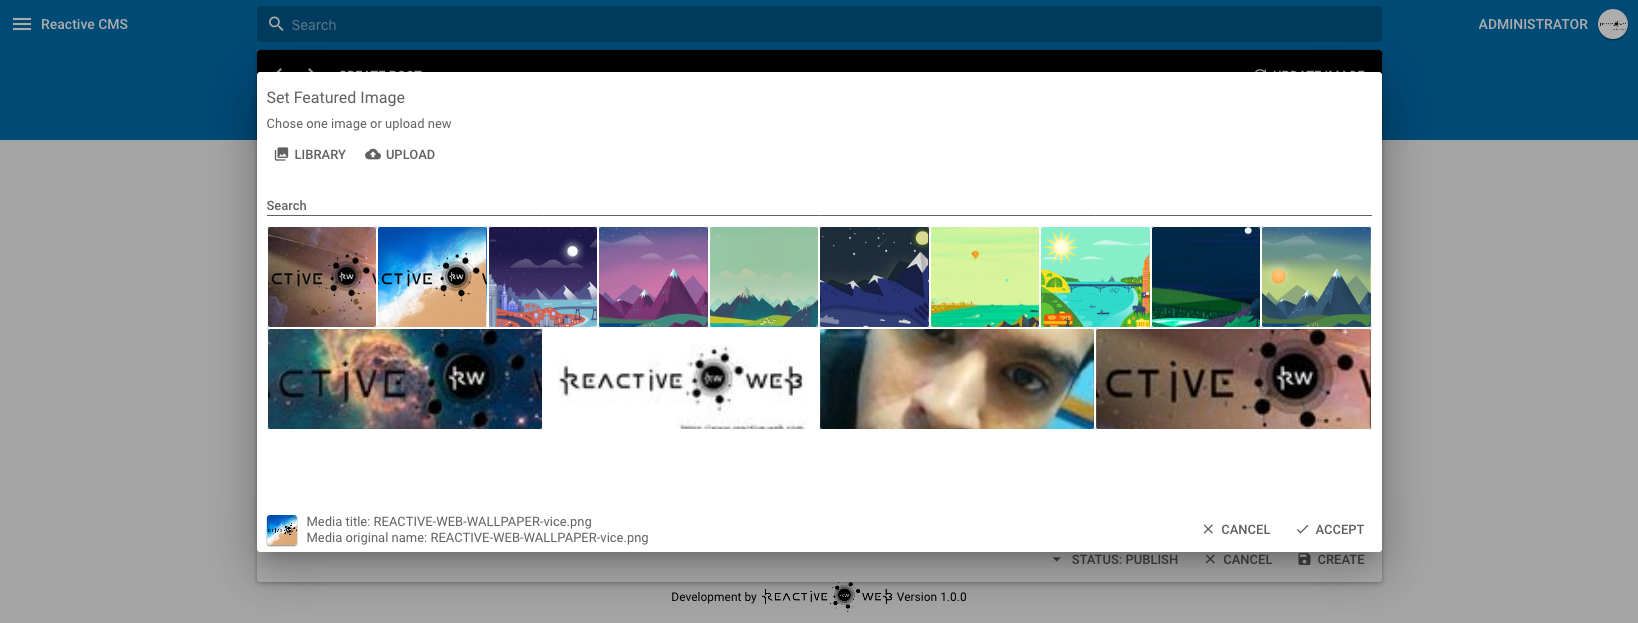 Reactive CMS
Search
ADMINISTRATOR
Set Featured Image
Chose one image or upload new
LIBRARY UPLOAD
Search
CTIVE RW
CTIVE RW
CTIVE RW
REACTIVE RW WEB
CTIVE RW
Media title: REACTIVE-WEB-WALLPAPER-vice.png
Media original name: REACTIVE-WEB-WALLPAPER-vice.png
CANCEL ACCEPT
STATUS: PUBLISH CANCEL CREATE
Development by REACTIVE RW WEB Version 1.0.0